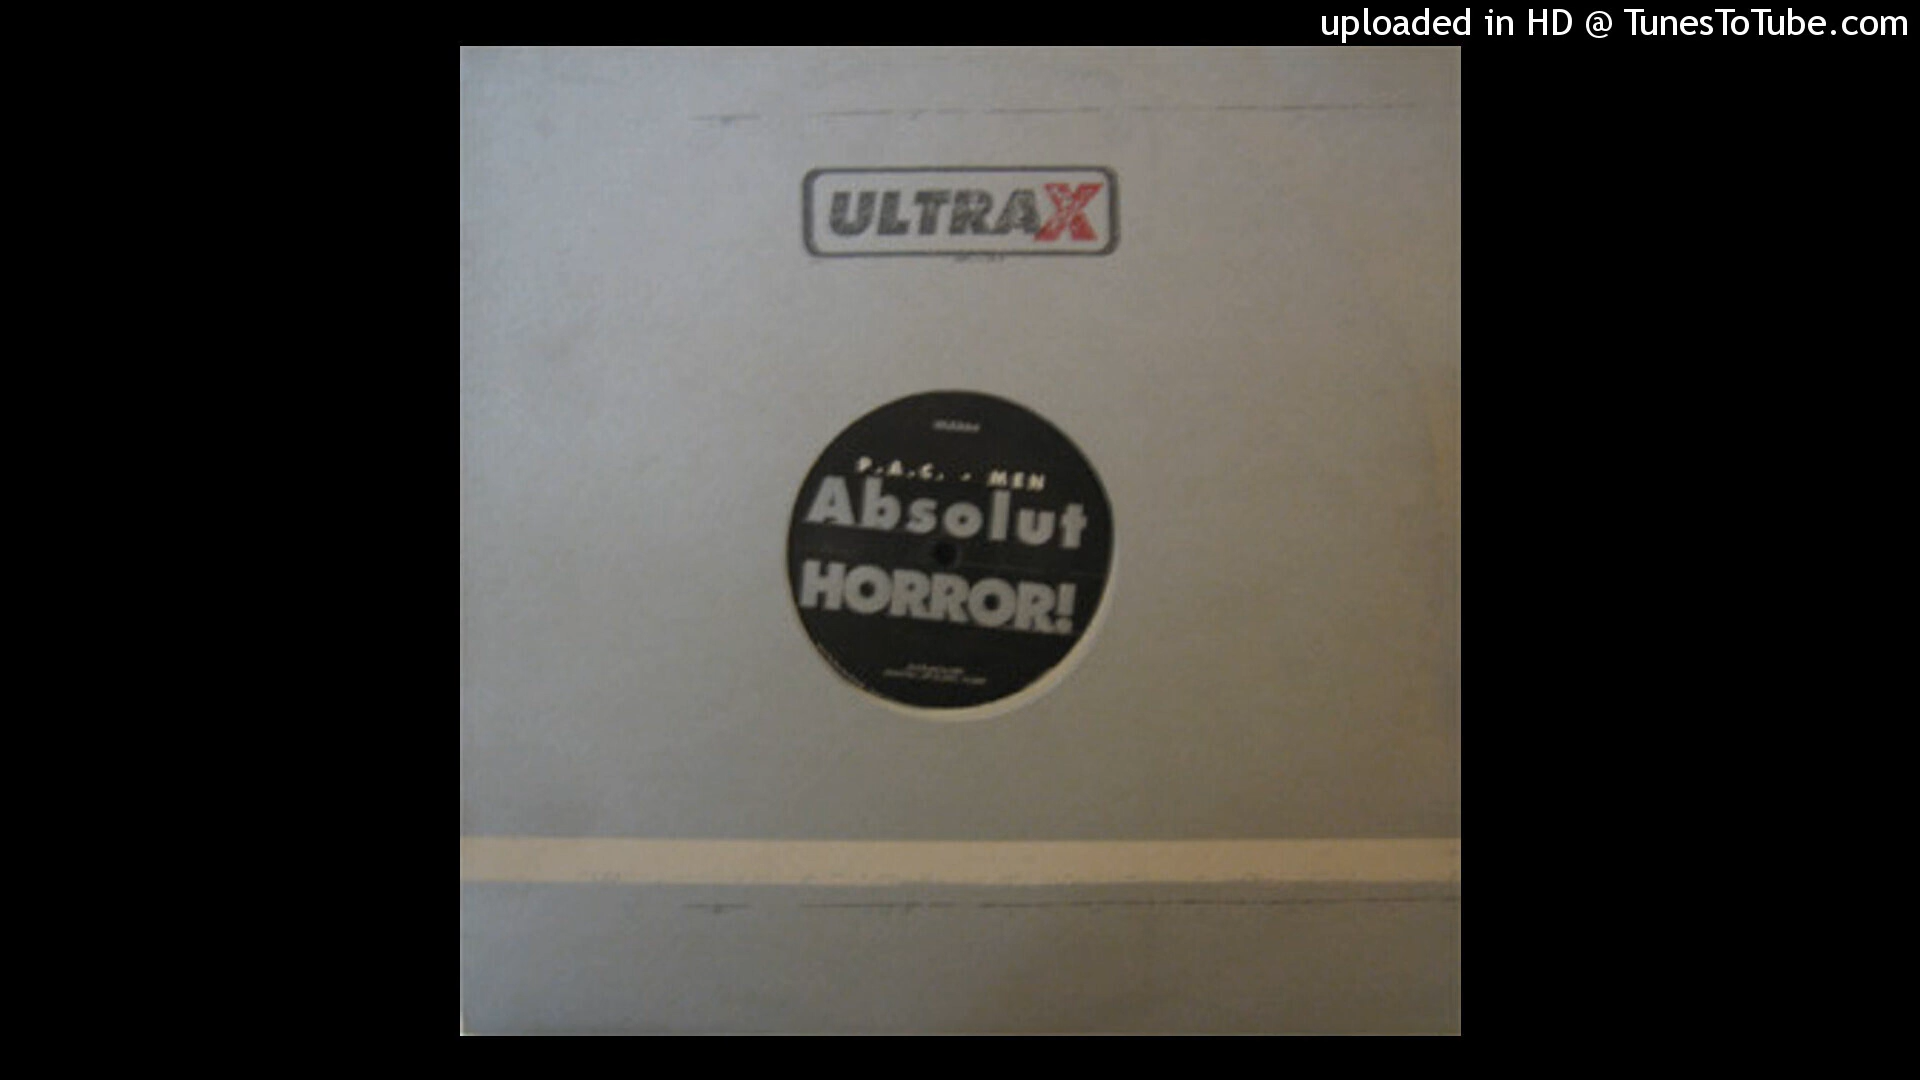 uploaded in HD @ TunesToTube.com
ULTRAX
P.A.C. - MEN
Absolut
HORROR!